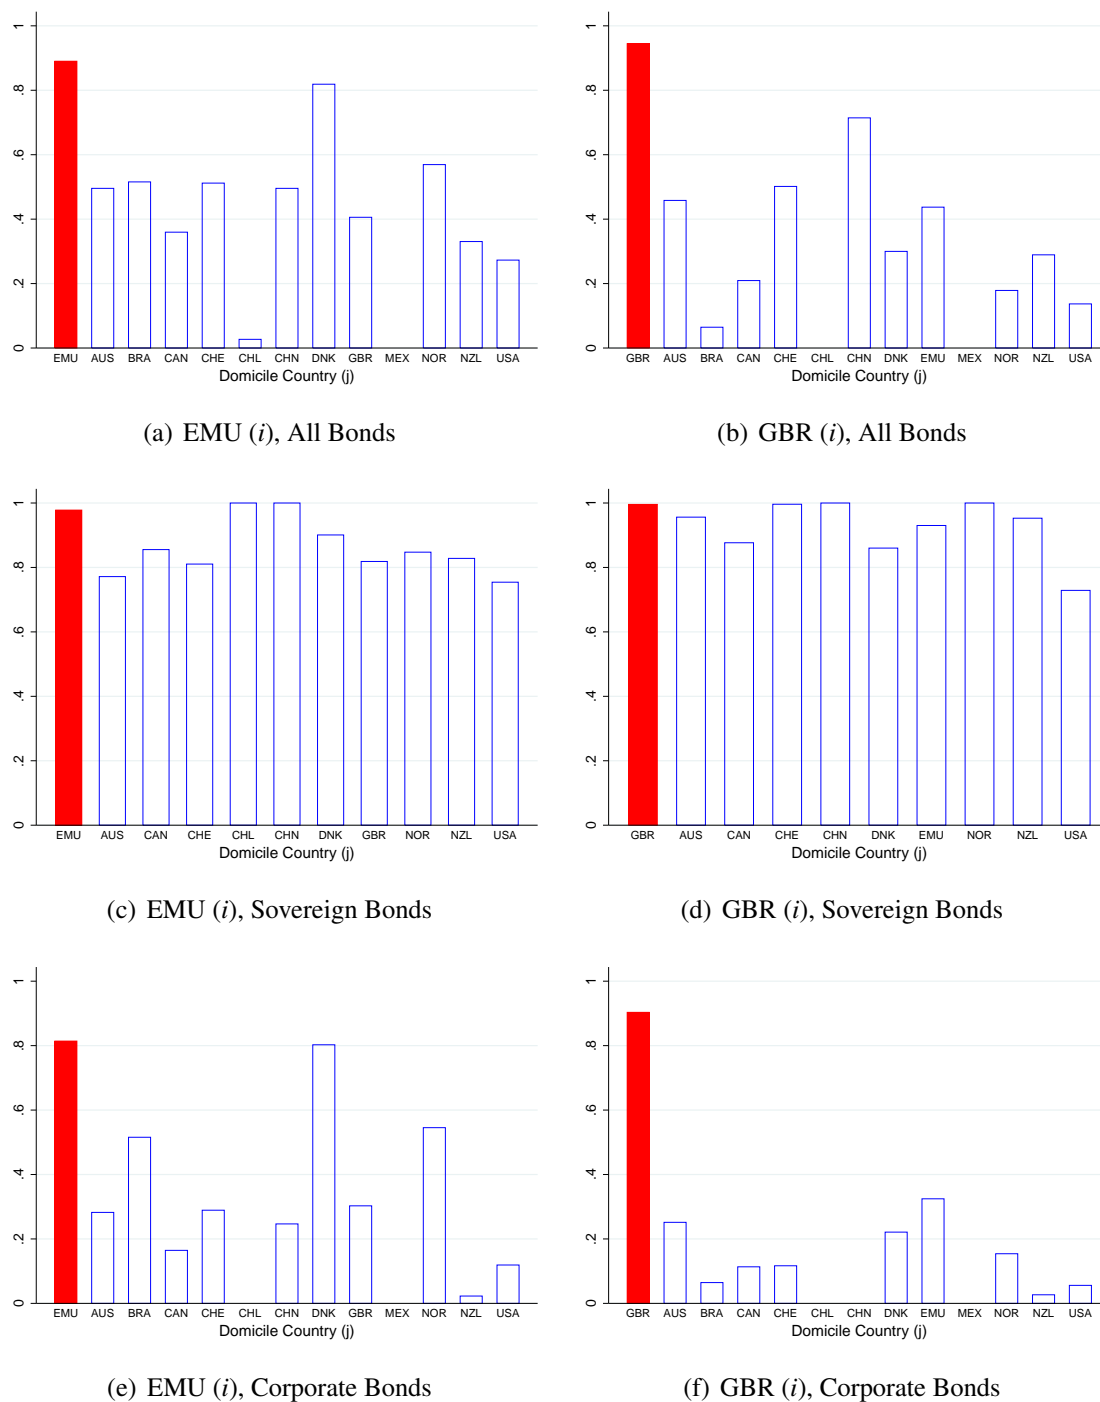 1
.8
.6
.4
.2
0
EMU AUS BRA CAN CHE CHL CHN DNK GBR MEX NOR NZL USA
Domicile Country (j)
(a) EMU (i), All Bonds
1
.8
.6
.4
.2
0
GBR AUS BRA CAN CHE CHL CHN DNK EMU MEX NOR NZL USA
Domicile Country (j)
(b) GBR (i), All Bonds
1
.8
.6
.4
.2
0
EMU AUS CAN CHE CHL CHN DNK GBR NOR NZL USA
Domicile Country (j)
(c) EMU (i), Sovereign Bonds
1
.8
.6
.4
.2
0
GBR AUS CAN CHE CHN DNK EMU NOR NZL USA
Domicile Country (j)
(d) GBR (i), Sovereign Bonds
1
.8
.6
.4
.2
0
EMU AUS BRA CAN CHE CHL CHN DNK GBR MEX NOR NZL USA
Domicile Country (j)
(e) EMU (i), Corporate Bonds
1
.8
.6
.4
.2
0
GBR AUS BRA CAN CHE CHL CHN DNK EMU MEX NOR NZL USA
Domicile Country (j)
(f) GBR (i), Corporate Bonds